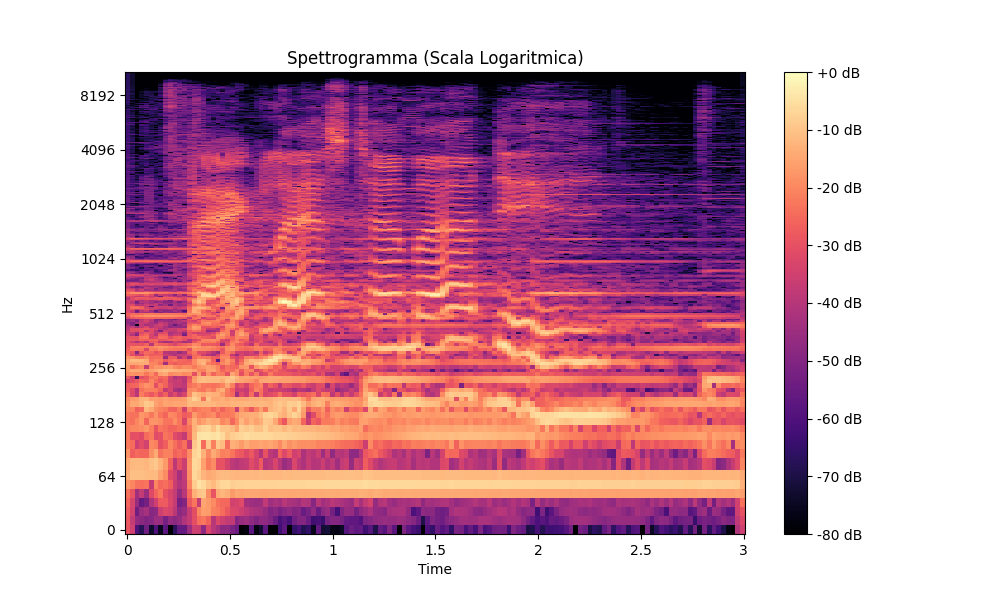 Spettrogramma (Scala Logaritmica)
Hz
8192
4096
2048
1024
512
256
128
64
0
0
0.5
1
1.5
2
2.5
3
Time
+0 dB
-10 dB
-20 dB
-30 dB
-40 dB
-50 dB
-60 dB
-70 dB
-80 dB